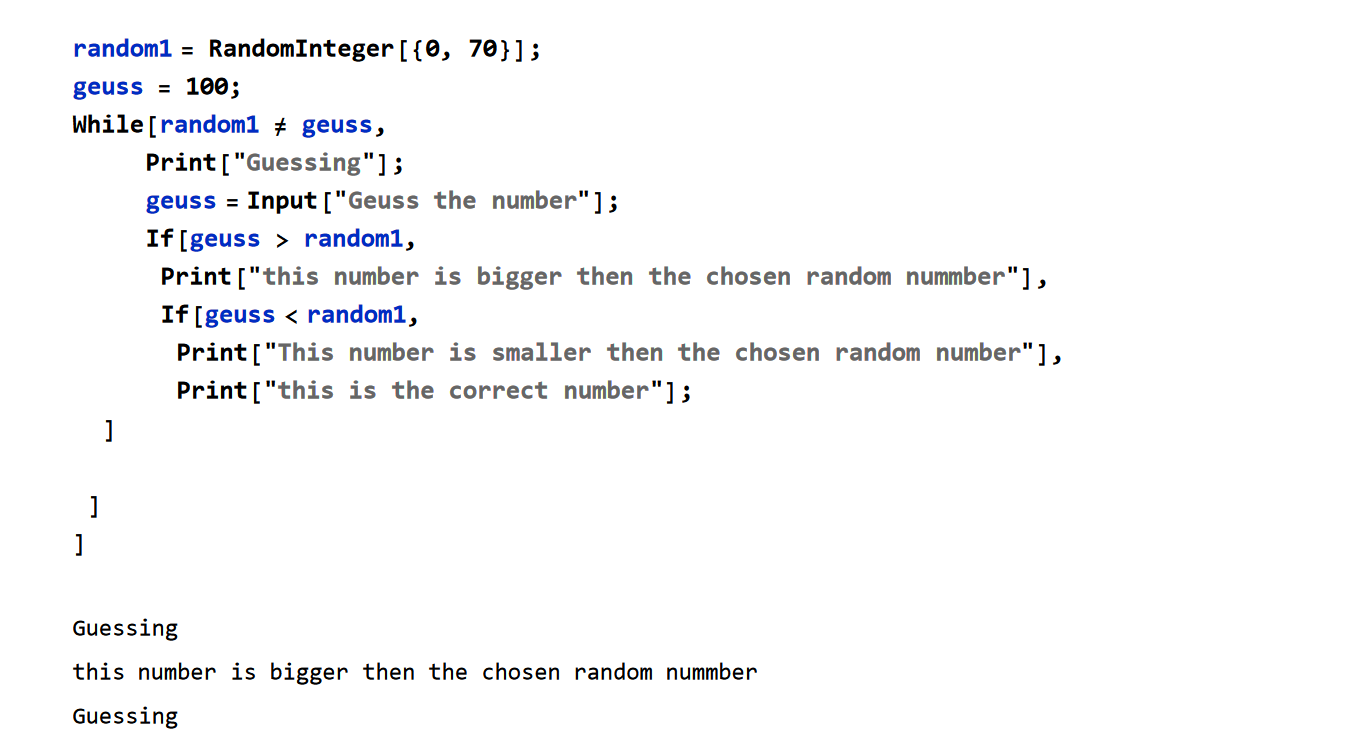 random1 = RandomInteger[{0, 70}];
geuss = 100;
While[random1 ≠ geuss,
Print["Guessing"];
geuss = Input["Geuss the number"];
If[geuss > random1,
Print["this number is bigger then the chosen random nummber"],
If[geuss < random1,
Print["This number is smaller then the chosen random number"],
Print["this is the correct number"];
]
]
]
Guessing
this number is bigger then the chosen random nummber
Guessing